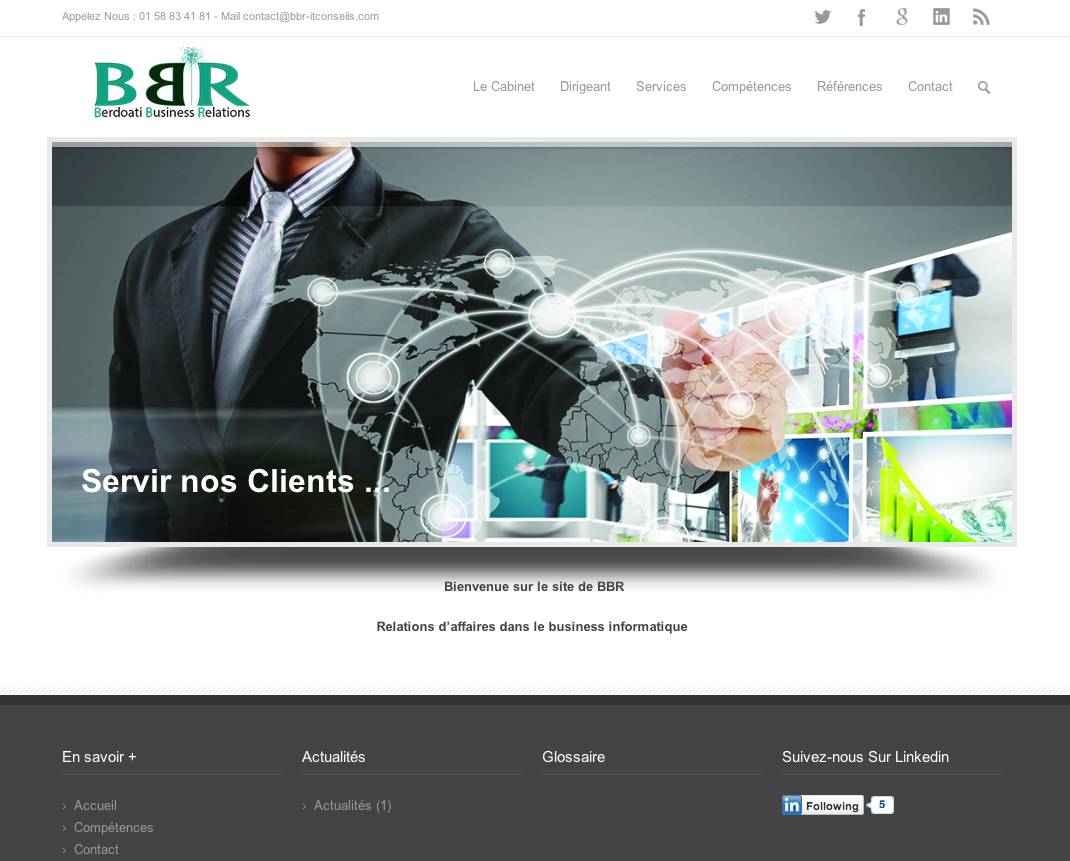 Appelez Nous : 01 58 83 41 81 - Mail contact@bbr-itconseils.com
BBR
Berdoati Business Relations
Le Cabinet Dirigeant Services Compétences Références Contact
Servir nos Clients ...
Bienvenue sur le site de BBR
Relations d'affaires dans le business informatique
En savoir + Actualités Glossaire Suivez-nous Sur Linkedin
Accueil Actualités (1) in Following 5
Compétences
Contact